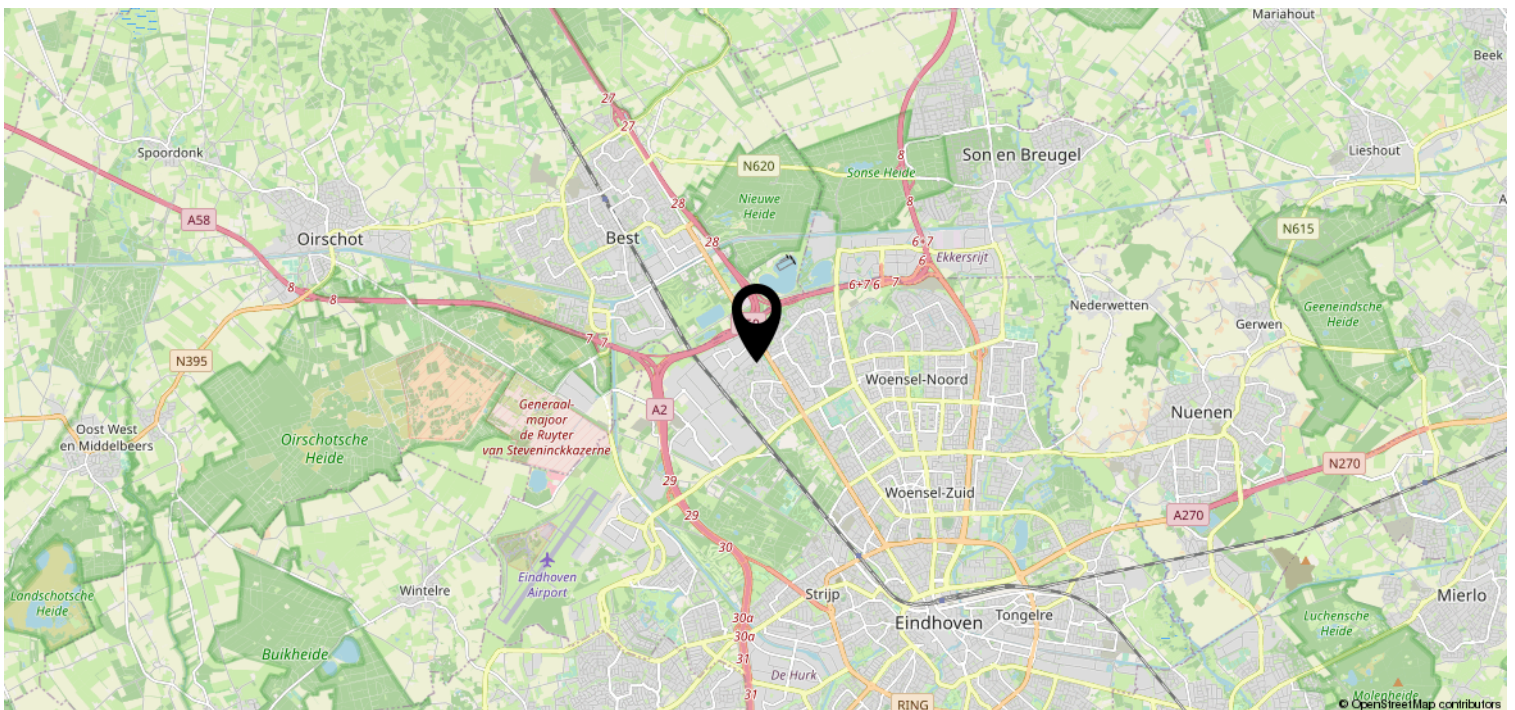 Mariahout
Beek
27
27
Spoordonk
N620
8
Son en Breugel
Lieshout
Sonse Heide
Nieuwe
Heide
8
28
A58
Oirschot
Best
28
6+7
N615
6
Ekkersrijt
8
8
6+7 6
7
Nederwetten
Geeneindsche
Heide
Gerwen
7
7
N395
Woensel-Noord
A2
Generaal-
majoor
de Ruyter
van Steveninckkazerne
Nuenen
Oost West
en Middelbeers
Oirschotsche
Heide
N270
29
Woensel-Zuid
29
A270
30
Eindhoven
Airport
Wintelre
Landschotsche
Heide
Strijp
Mierlo
30a
Eindhoven
Tongelre
Luchensche
Heide
30a
Buikheide
31
De Hurk
31
RING
Molenheide
© OpenStreetMap contributors